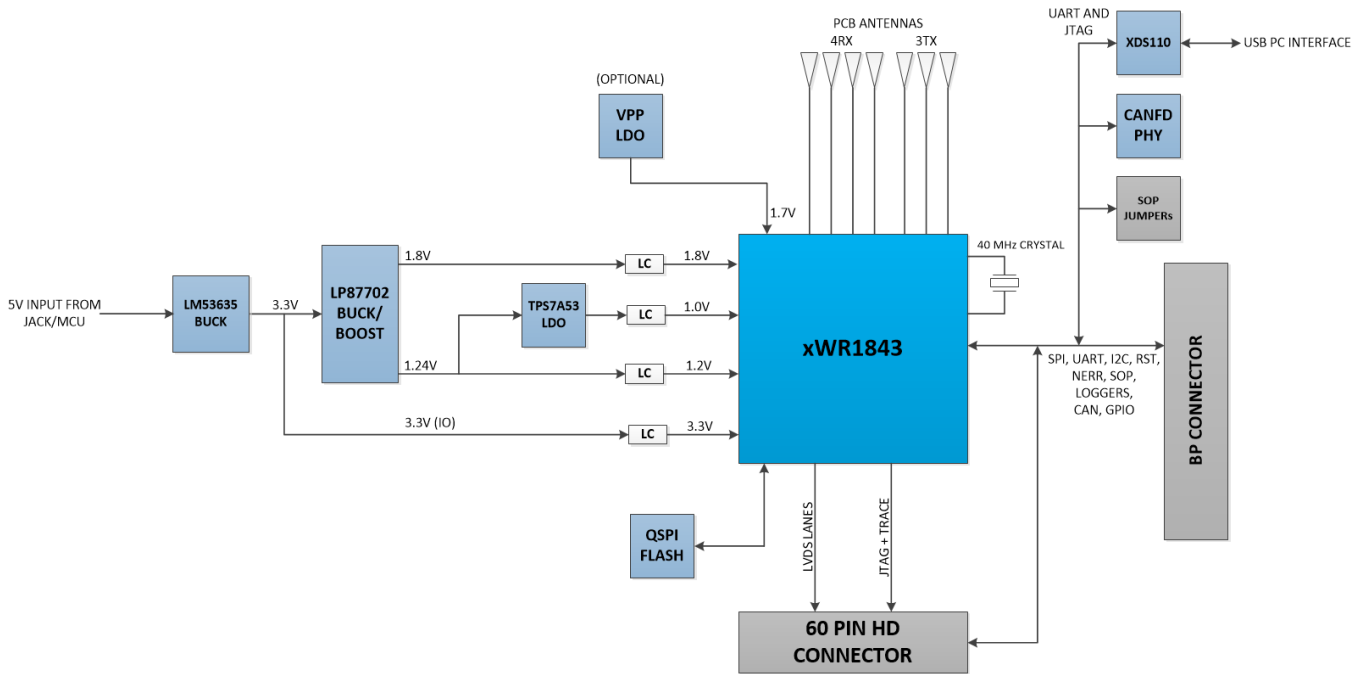 PCB ANTENNAS
4RX
3TX
UART AND
JTAG
XDS110
USB PC INTERFACE
(OPTIONAL)
VPP
LDO
CANFD
PHY
SOP
JUMPERs
1.7V
40 MHz CRYSTAL
5V INPUT FROM
JACK/MCU
LM53635
BUCK
3.3V
LP87702
BUCK/
BOOST
1.8V
LC
1.8V
TPS7A53
LDO
LC
1.0V
1.24V
LC
1.2V
3.3V (IO)
LC
3.3V
xWR1843
SPI, UART, I2C, RST,
NERR, SOP,
LOGGERS,
CAN, GPIO
BP CONNECTOR
QSPI
FLASH
LVDS LANES
JTAG + TRACE
60 PIN HD
CONNECTOR